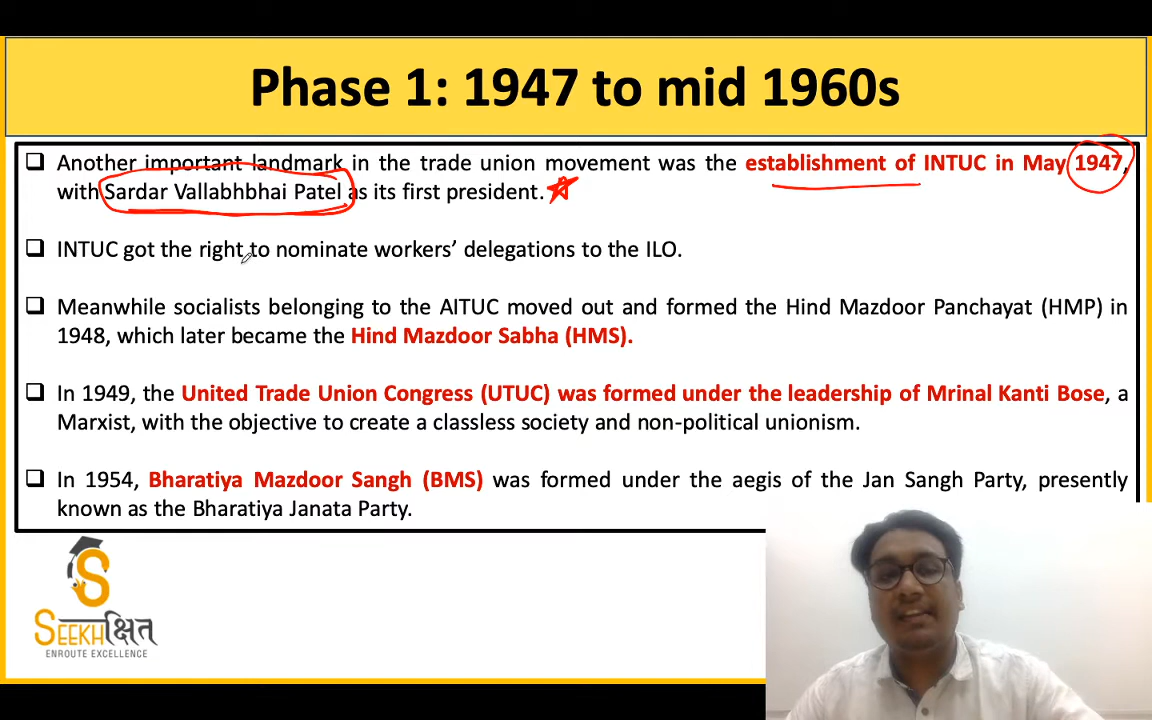 Phase 1: 1947 to mid 1960s
❑ Another important landmark in the trade union movement was the establishment of INTUC in May 1947,
with Sardar Vallabhbhai Patel as its first president.
❑ INTUC got the right to nominate workers’ delegations to the ILO.
❑ Meanwhile socialists belonging to the AITUC moved out and formed the Hind Mazdoor Panchayat (HMP) in
1948, which later became the Hind Mazdoor Sabha (HMS).
❑ In 1949, the United Trade Union Congress (UTUC) was formed under the leadership of Mrinal Kanti Bose, a
Marxist, with the objective to create a classless society and non-political unionism.
❑ In 1954, Bharatiya Mazdoor Sangh (BMS) was formed under the aegis of the Jan Sangh Party, presently
known as the Bharatiya Janata Party.
S
SEEKHक्षित
ENROUTE EXCELLENCE